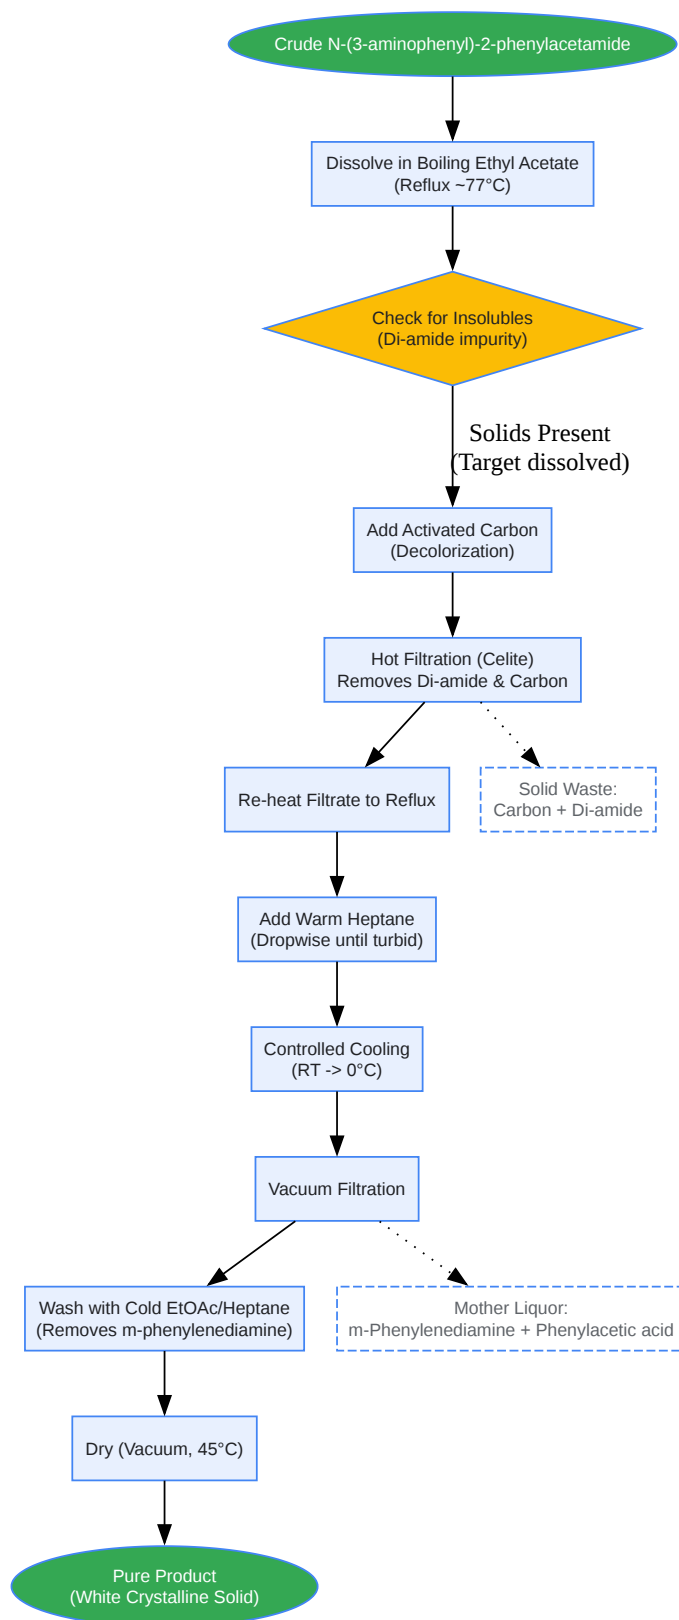 Crude N-(3-aminophenyl)-2-phenylacetamide
Dissolve in Boiling Ethyl Acetate
(Reflux ~77°C)
Check for Insolubles
(Di-amide impurity)
Solids Present
(Target dissolved)
Add Activated Carbon
(Decolorization)
Hot Filtration (Celite)
Removes Di-amide & Carbon
Re-heat Filtrate to Reflux
Solid Waste:
Carbon + Di-amide
Add Warm Heptane
(Dropwise until turbid)
Controlled Cooling
(RT -> 0°C)
Vacuum Filtration
Wash with Cold EtOAc/Heptane
(Removes m-phenylenediamine)
Mother Liquor:
m-Phenylenediamine + Phenylacetic acid
Dry (Vacuum, 45°C)
Pure Product
(White Crystalline Solid)